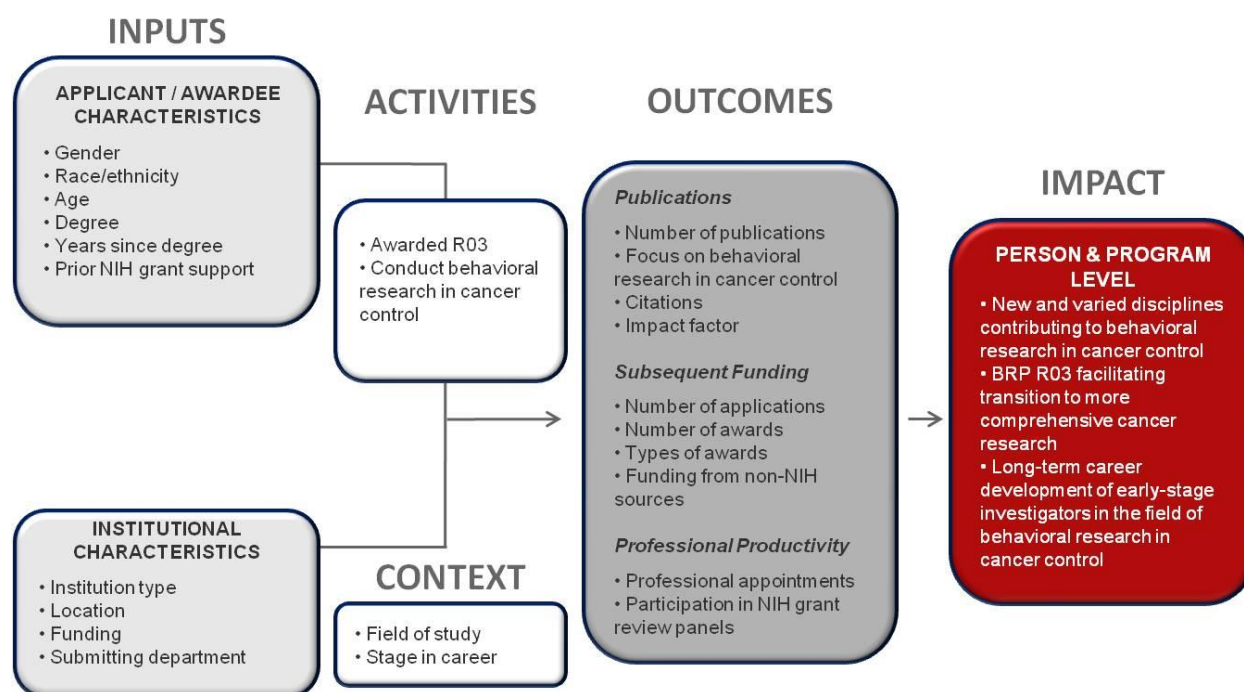 INPUTS
APPLICANT / AWARDEE
CHARACTERISTICS
• Gender
• Race/ethnicity
• Age
• Degree
• Years since degree
• Prior NIH grant support
INSTITUTIONAL
CHARACTERISTICS
• Institution type
• Location
• Funding
• Submitting department
ACTIVITIES
• Awarded R03
• Conduct behavioral
research in cancer
control
CONTEXT
• Field of study
• Stage in career
OUTCOMES
Publications
• Number of publications
• Focus on behavioral
research in cancer control
• Citations
• Impact factor
Subsequent Funding
• Number of applications
• Number of awards
• Types of awards
• Funding from non-NIH
sources
Professional Productivity
• Professional appointments
• Participation in NIH grant
review panels
IMPACT
PERSON & PROGRAM
LEVEL
• New and varied disciplines
contributing to behavioral
research in cancer control
• BRP R03 facilitating
transition to more
comprehensive cancer
research
• Long-term career
development of early-stage
investigators in the field of
behavioral research in
cancer control